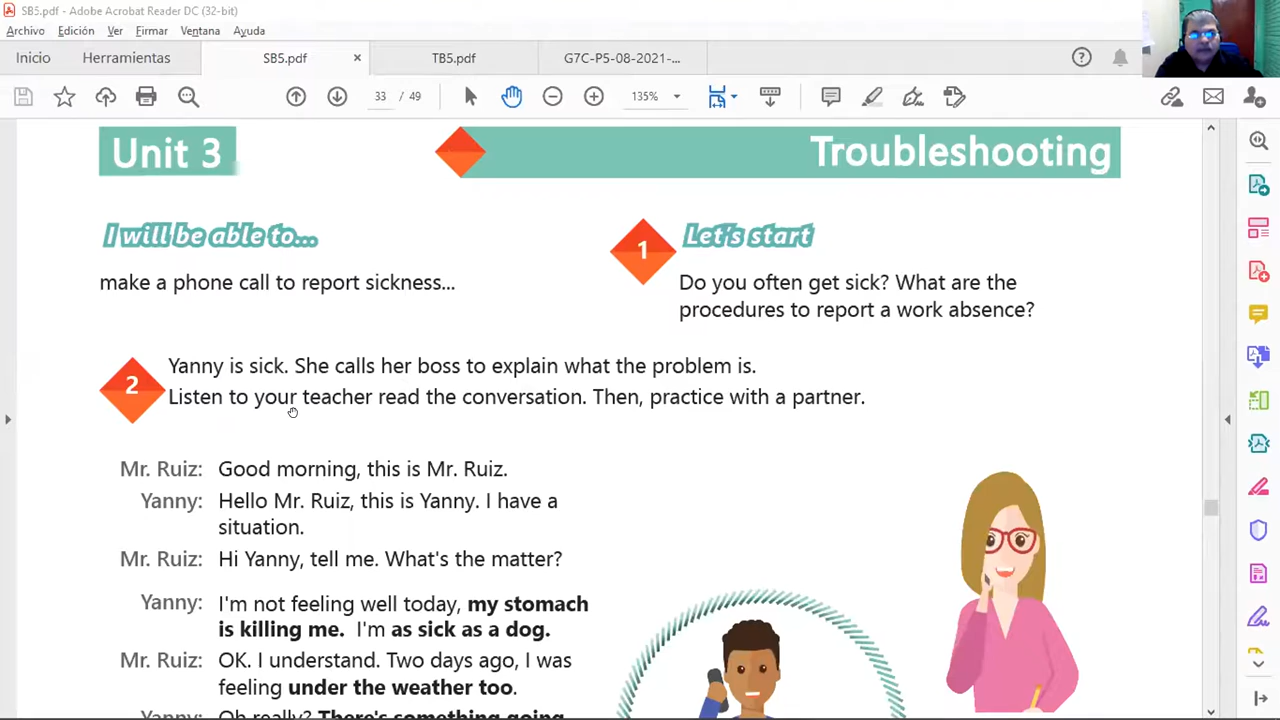 SB5.pdf - Adobe Acrobat Reader DC (32-bit)
Archivo Edición Ver Firmar Ventana Ayuda
Inicio Herramientas SB5.pdf × TB5.pdf G7C-P5-08-2021-...
33 / 49 135%
Unit 3
Troubleshooting
I will be able to...
make a phone call to report sickness...
1
Let's start
Do you often get sick? What are the
procedures to report a work absence?
2
Yanny is sick. She calls her boss to explain what the problem is.
Listen to your teacher read the conversation. Then, practice with a partner.
Mr. Ruiz: Good morning, this is Mr. Ruiz.
Yanny: Hello Mr. Ruiz, this is Yanny. I have a
situation.
Mr. Ruiz: Hi Yanny, tell me. What's the matter?
Yanny: I'm not feeling well today, my stomach
is killing me. I'm as sick as a dog.
Mr. Ruiz: OK. I understand. Two days ago, I was
feeling under the weather too.
Yanny: Oh really? There's something going